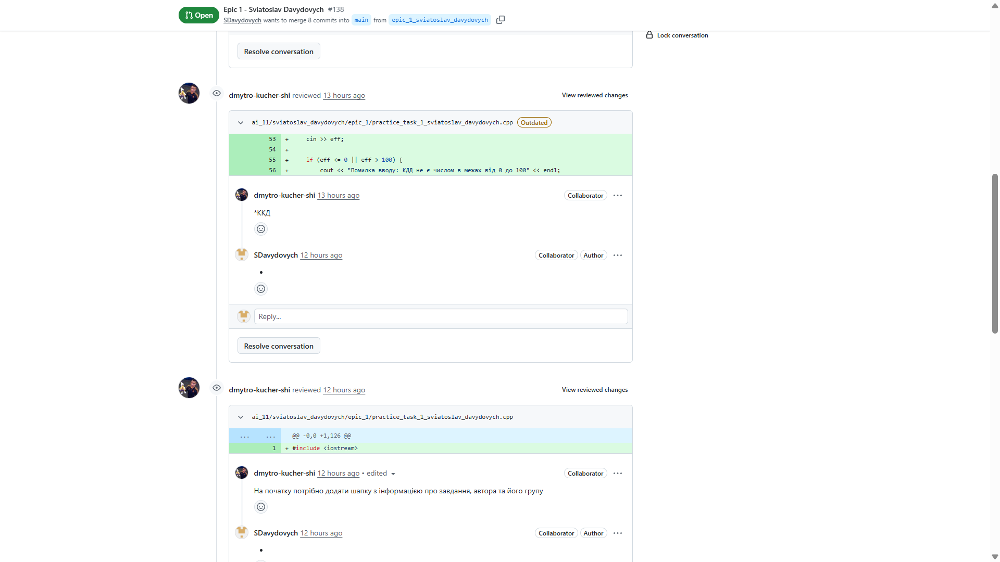 Open
Epic 1 - Sviatoslav Davydovych #138
SDavydovych wants to merge 8 commits into main from epic_1_sviatoslav_davydovych
Lock conversation
Resolve conversation
dmytro-kucher-shi reviewed 13 hours ago
View reviewed changes
ai_11/sviatoslav_davydovych/epic_1/practice_task_1_sviatoslav_davydovych.cpp Outdated
53 + cin >> eff;
54 +
55 + if (eff <= 0 || eff > 100) {
56 + cout << "Помилка вводу: КДД не є числом в межах від 0 до 100" << endl;
dmytro-kucher-shi 13 hours ago
Collaborator ...
*ККД
SDavydovych 12 hours ago
Collaborator Author ...
•
Reply...
Resolve conversation
dmytro-kucher-shi reviewed 12 hours ago
View reviewed changes
ai_11/sviatoslav_davydovych/epic_1/practice_task_1_sviatoslav_davydovych.cpp
... ... @@ -0,0 +1,126 @@
1 + #include <iostream>
dmytro-kucher-shi 12 hours ago • edited
Collaborator ...
На початку потрібно додати шапку з інформацією про завдання, автора та його групу
SDavydovych 12 hours ago
Collaborator Author ...
•